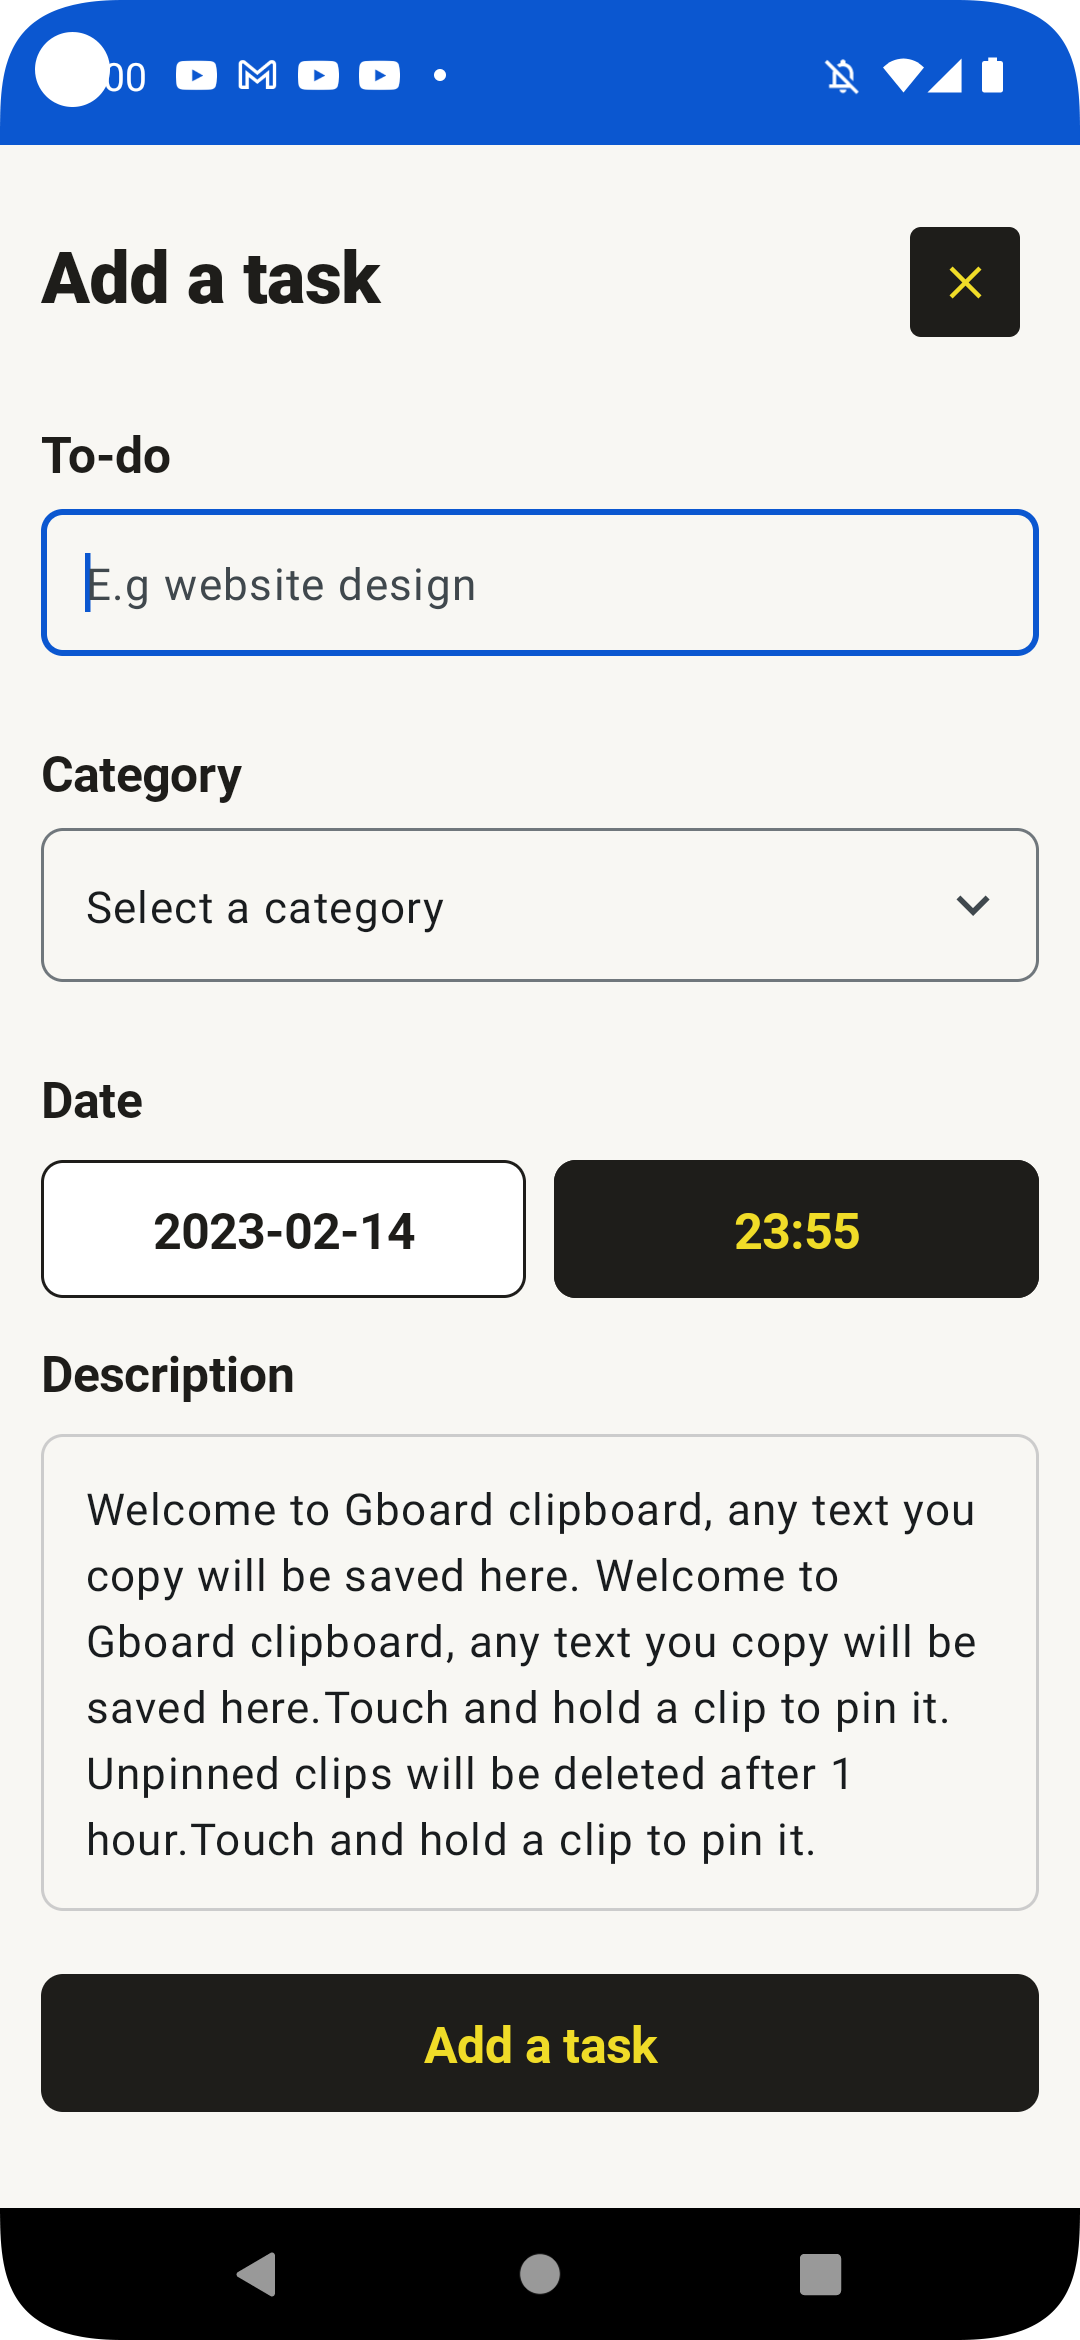 00
Add a task
To-do
E.g website design
Category
Select a category
Date
2023-02-14
23:55
Description
Welcome to Gboard clipboard, any text you
copy will be saved here. Welcome to
Gboard clipboard, any text you copy will be
saved here.Touch and hold a clip to pin it.
Unpinned clips will be deleted after 1
hour.Touch and hold a clip to pin it.
Add a task